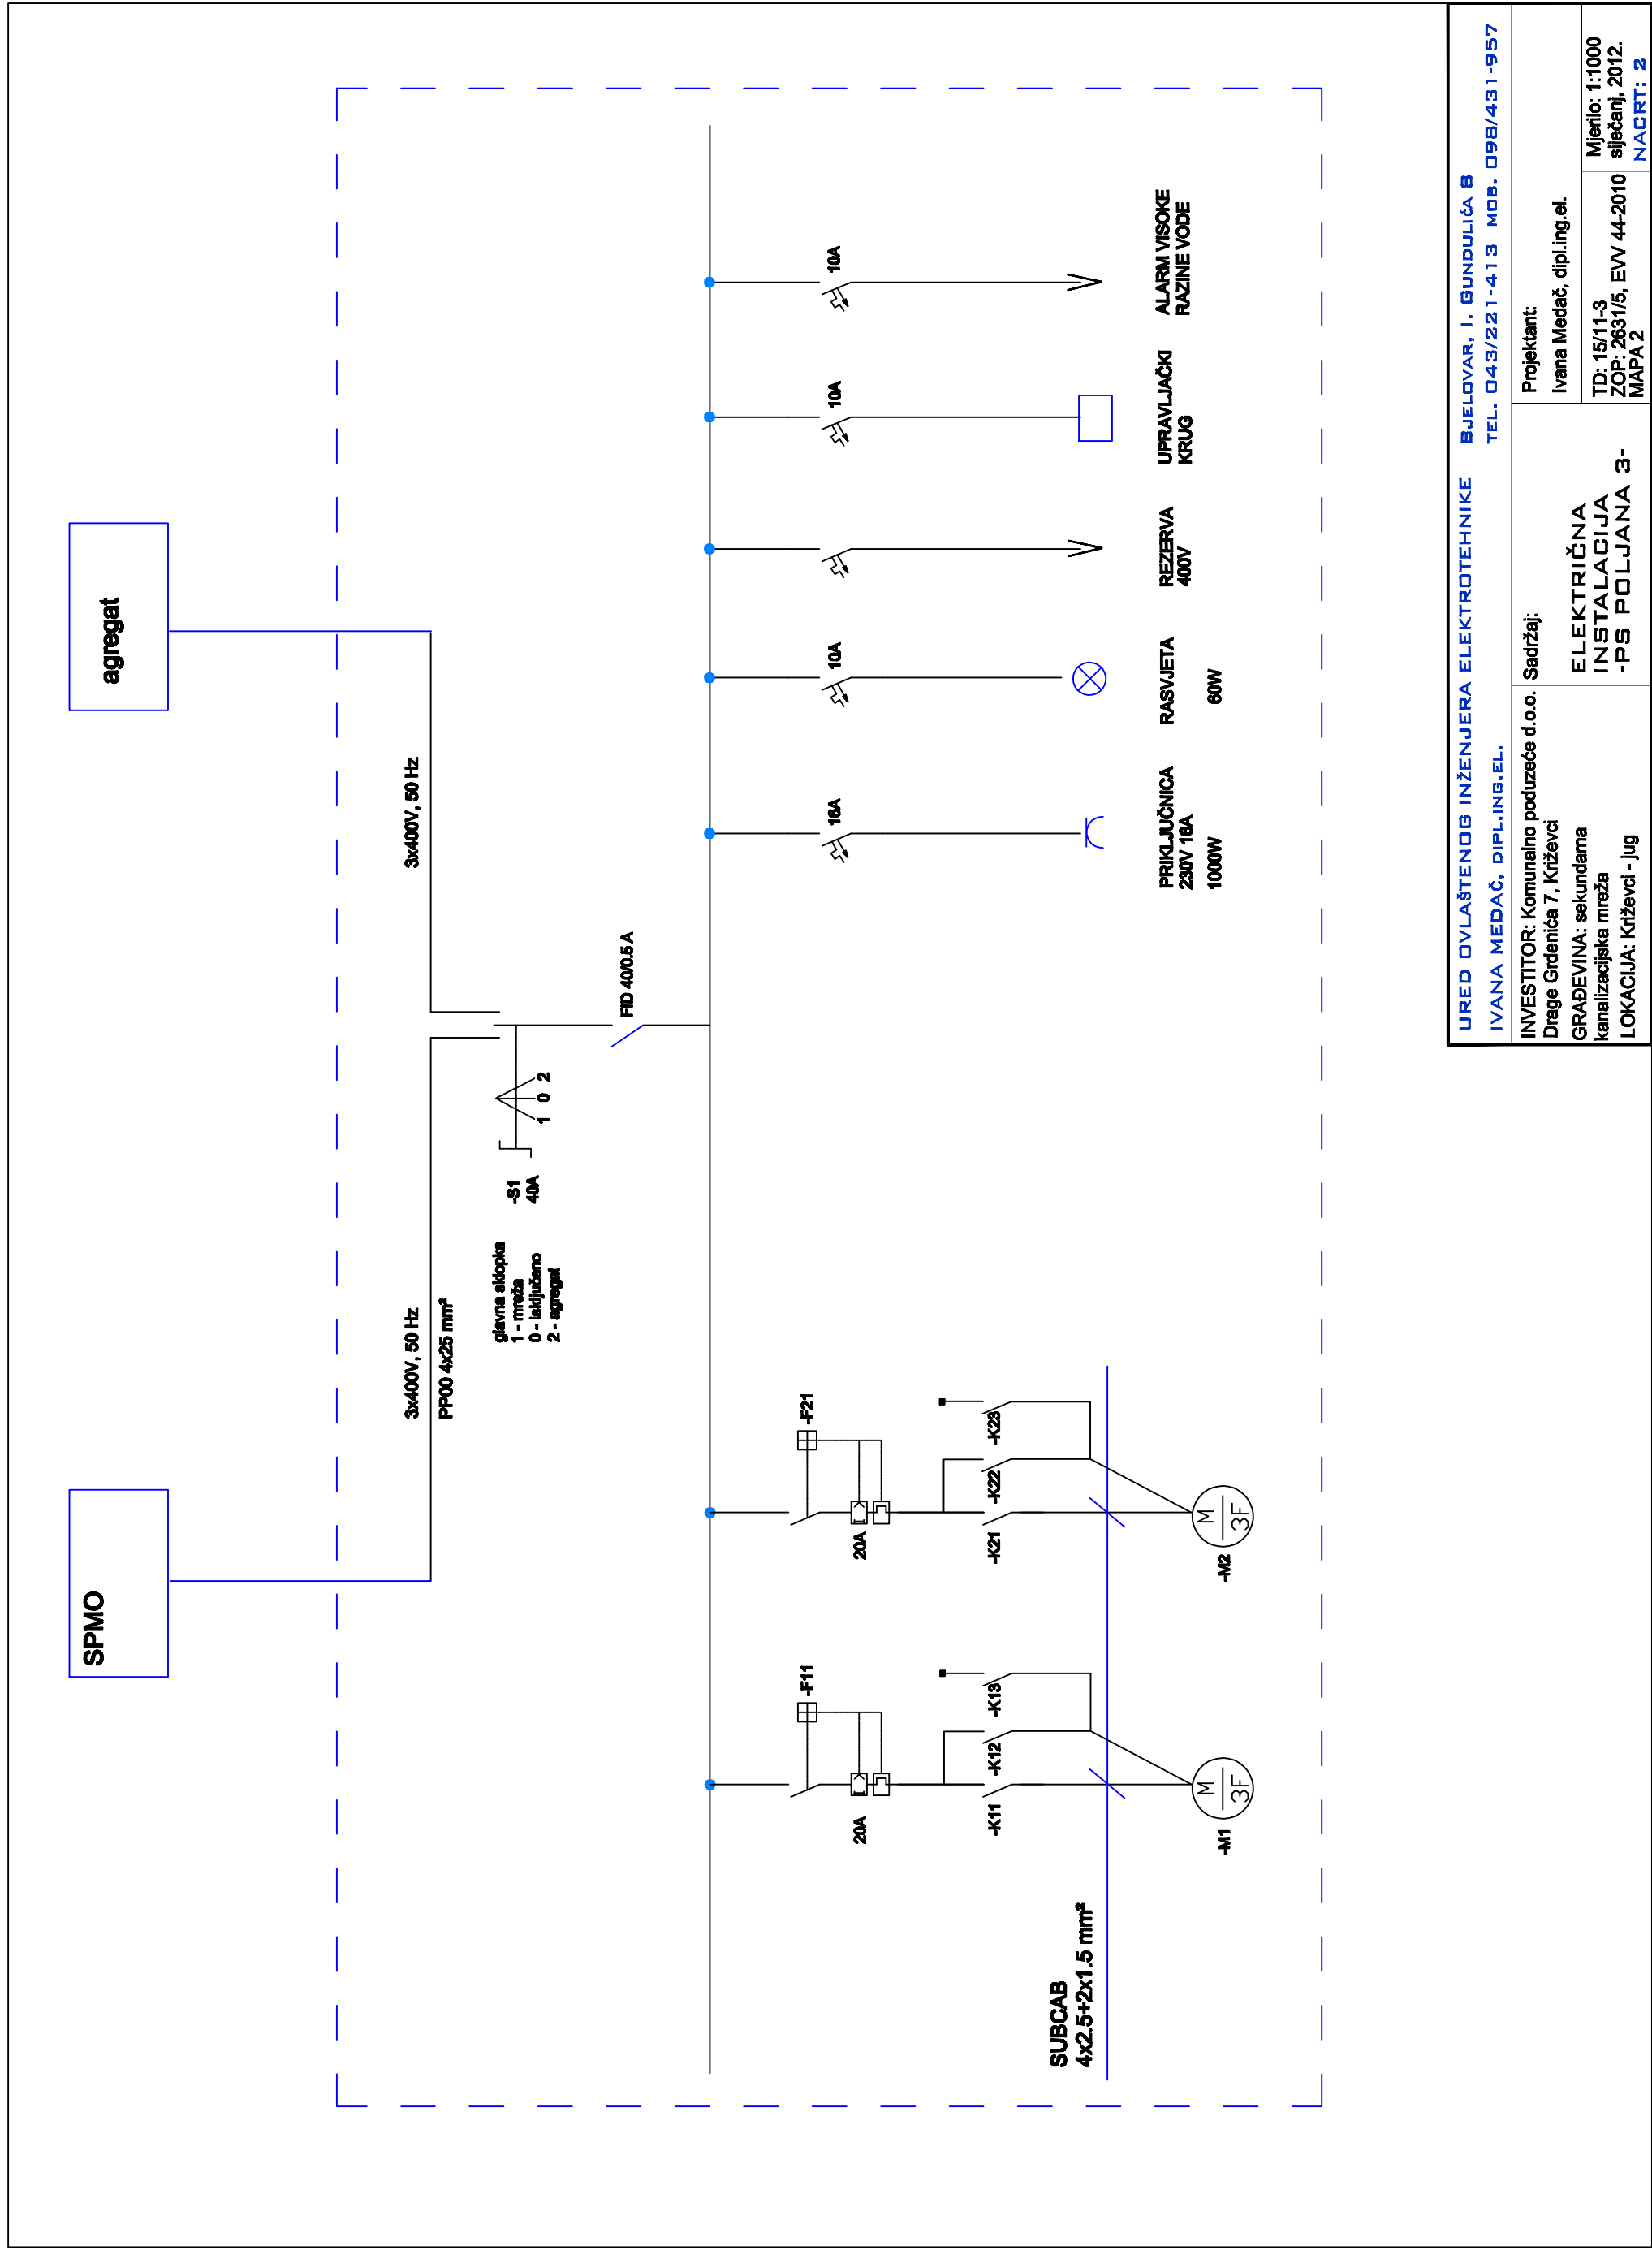 SPMO
agregat
3x400V, 50 Hz
PP00 4x25 mm²
3x400V, 50 Hz
glavna sklopka
1 - mreža
0 - isključeno
2 - agregat
-S1
40A
1 0 2
FID 40/0.5 A
-F11
20A
-K11
-K12
-K13
-M1
M
3F
-F21
20A
-K21
-K22
-K23
-M2
M
3F
SUBCAB
4x2.5+2x1.5 mm²
16A
10A
10A
10A
PRIKLJUČNICA
230V 16A
1000W
RASVJETA
60W
REZERVA
400V
UPRAVLJAČKI
KRUG
ALARM VISOKE
RAZINE VODE
URED OVLAŠTENOG INŽENJERA ELEKTROTEHNIKE BJELOVAR, I. GUNDULIĆA 8
IVANA MEDAČ, DIPL.ING.EL. TEL. 043/221-413 MOB. 098/431-957
INVESTITOR: Komunalno poduzeće d.o.o.
Drage Grdenića 7, Križevci
GRAĐEVINA: sekundarna
kanalizacijska mreža
LOKACIJA: Križevci - jug
Sadržaj:
ELEKTRIČNA
INSTALACIJA
-PS POLJANA 3-
Projektant:
Ivana Medač, dipl.ing.el.
TD: 15/11-3
ZOP: 2631/5, EVV 44-2010
MAPA 2
Mjerilo: 1:1000
siječanj, 2012.
NACRT: 2